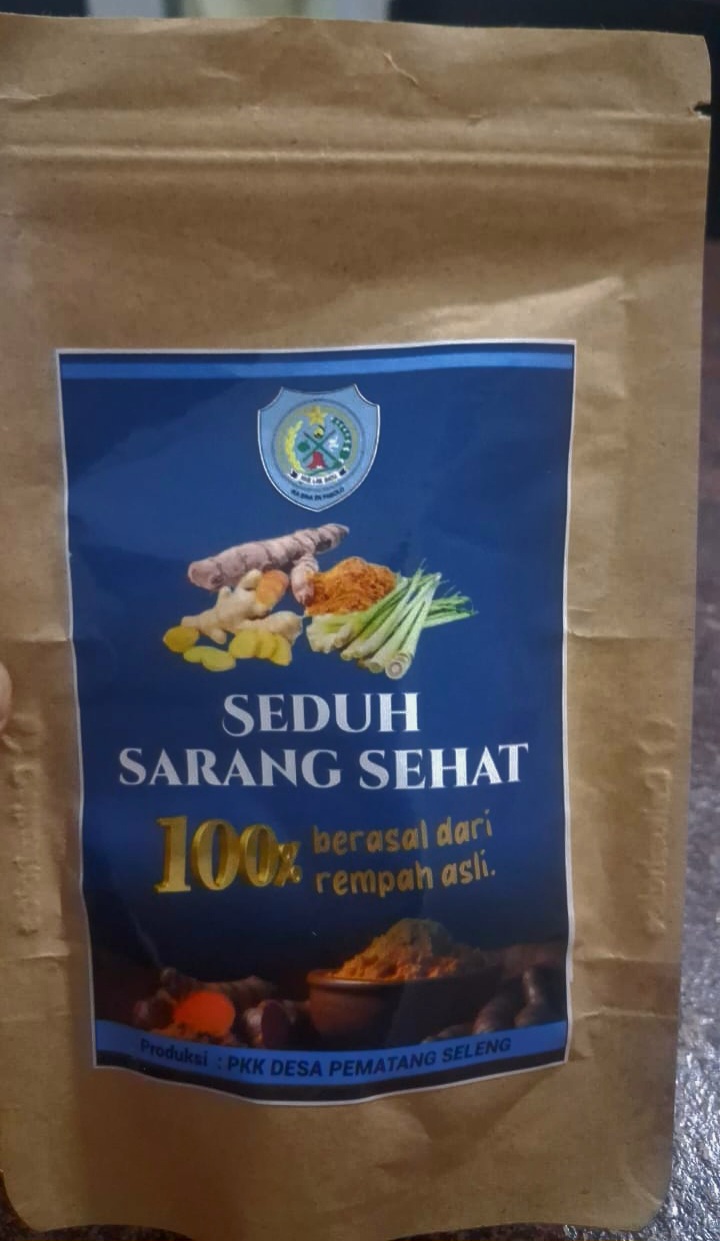 SEDUH
SARANG SEHAT
100% berasal dari
rempah asli.
Produksi : PKK DESA PEMATANG SELENG